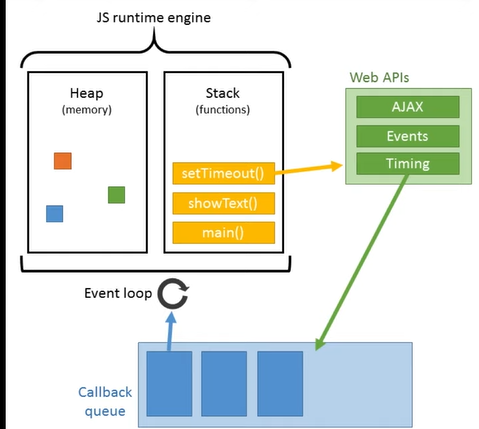 JS runtime engine
Heap
(memory)
Stack
(functions)
setTimeout()
showText()
main()
Web APIs
AJAX
Events
Timing
Event loop
Callback
queue